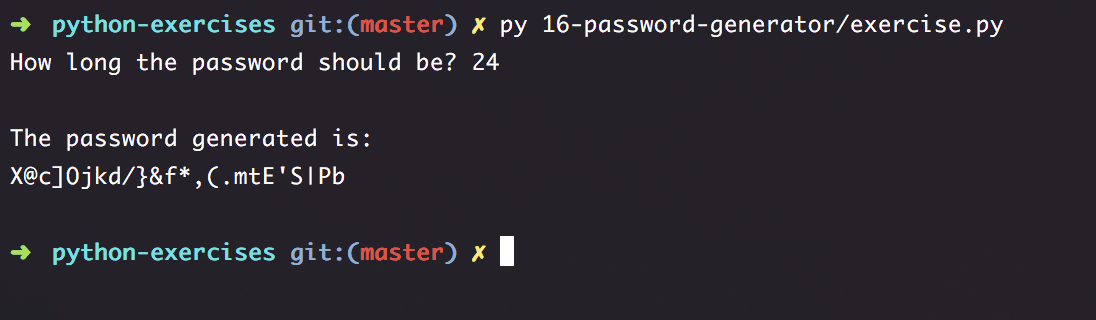 ➜ python-exercises git:(master) ✗ py 16-password-generator/exercise.py
How long the password should be? 24
The password generated is:
X@c]Ojkd/}&f*,(.mtE'S|Pb
➜ python-exercises git:(master) ✗